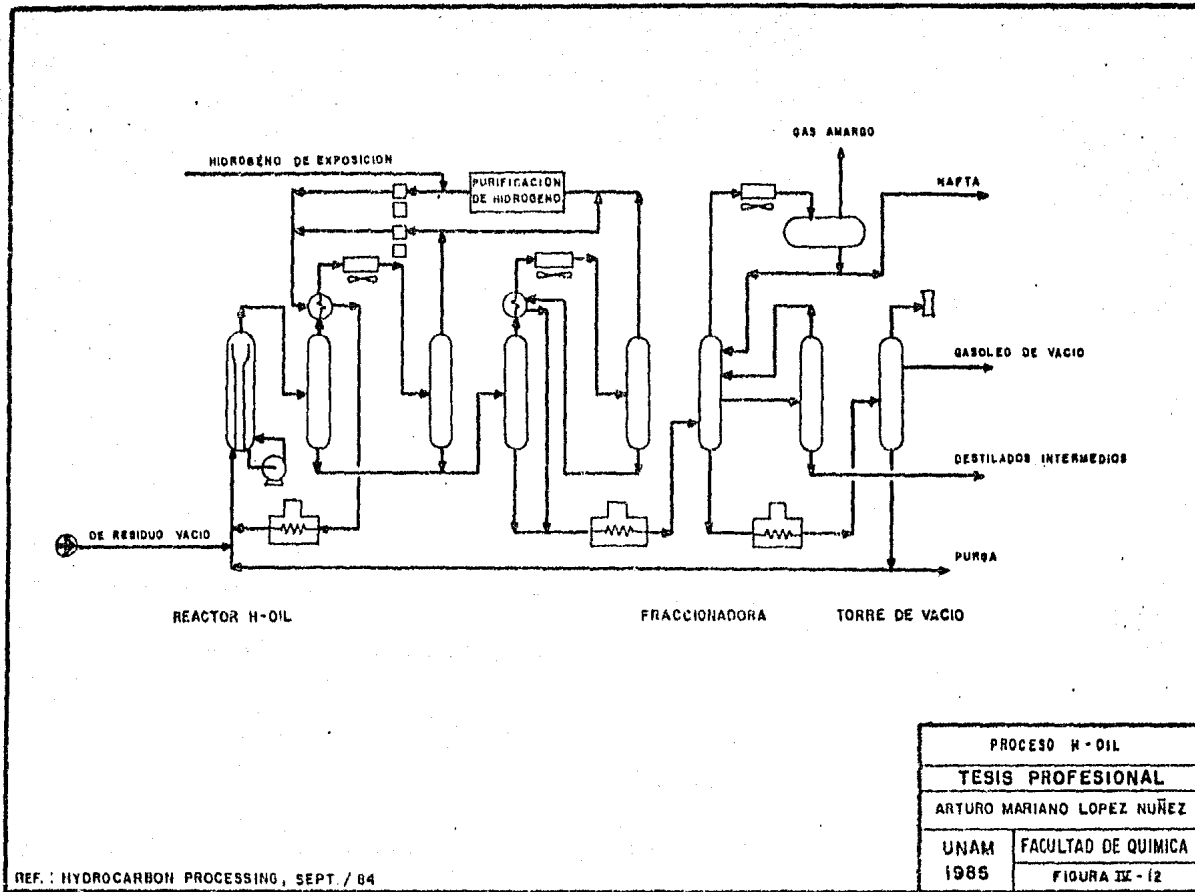 GAS AMARGO
HIDROGENO DE EXPOSICION
PURIFICACION
DE HIDROGENO
NAFTA
GASOLEO DE VACIO
DESTILADOS INTERMEDIOS
DE RESIDUO VACIO
PURGA
REACTOR H-OIL
FRACCIONADORA
TORRE DE VACIO
PROCESO H-OIL
TESIS PROFESIONAL
ARTURO MARIANO LOPEZ NUÑEZ
UNAM
1985
FACULTAD DE QUIMICA
FIGURA IV-12
REF.: HYDROCARBON PROCESSING, SEPT./84